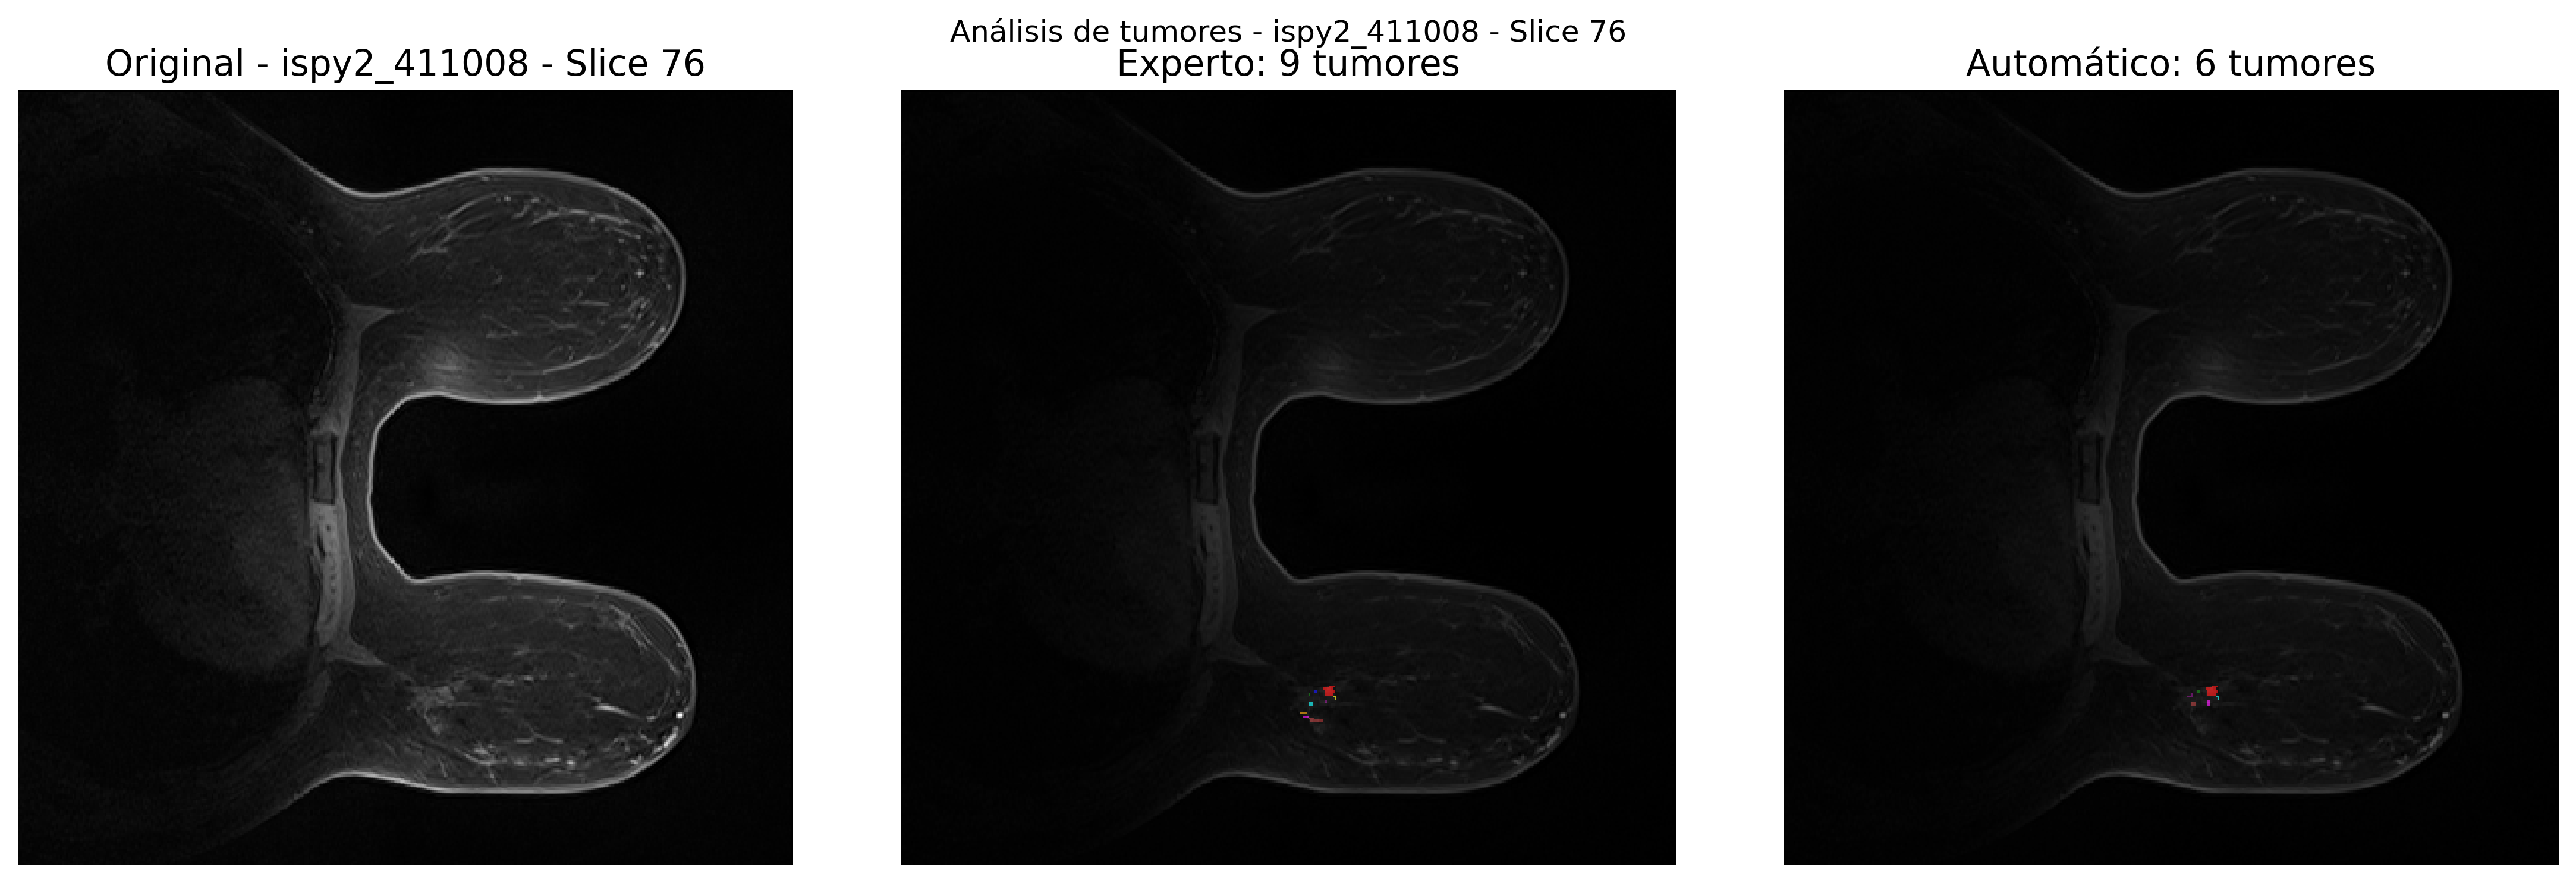 Análisis de tumores - ispy2_411008 - Slice 76
Original - ispy2_411008 - Slice 76
Experto: 9 tumores
Automático: 6 tumores